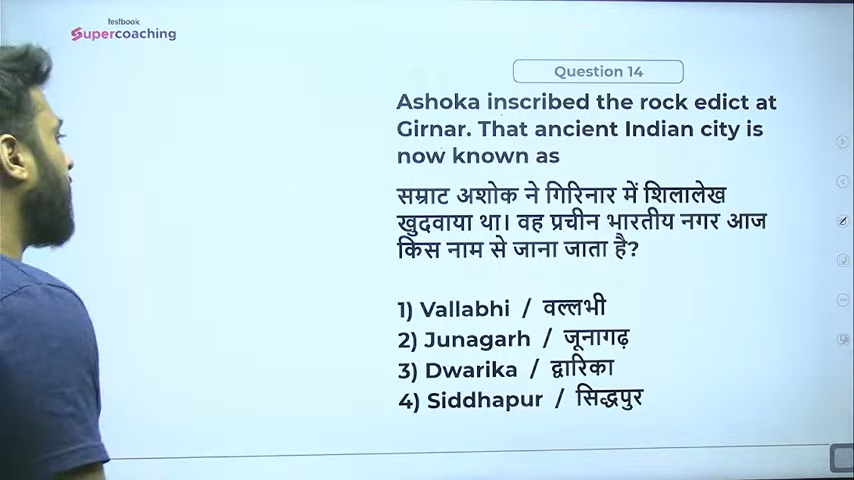 testbook
Supercoaching
Question 14
Ashoka inscribed the rock edict at
Girnar. That ancient Indian city is
now known as
सम्राट अशोक ने गिरिनार में शिलालेख
खुदवाया था। वह प्राचीन भारतीय नगर आज
किस नाम से जाना जाता है?
1) Vallabhi / वल्लभी
2) Junagarh / जूनागढ़
3) Dwarika / द्वारिका
4) Siddhapur / सिद्धपुर